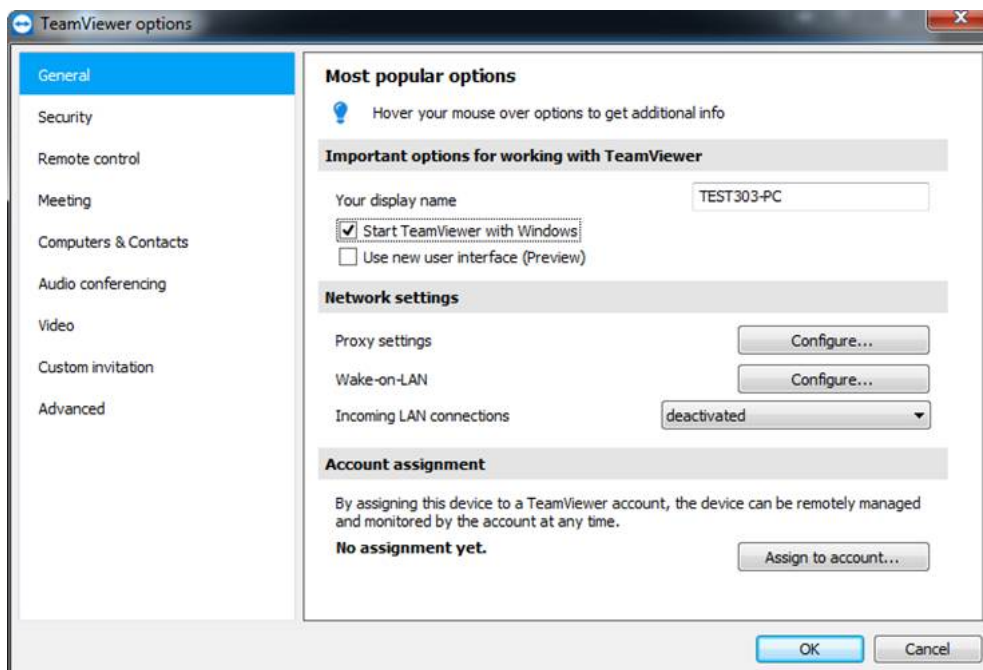 TeamViewer options
General
Security
Remote control
Meeting
Computers & Contacts
Audio conferencing
Video
Custom invitation
Advanced
Most popular options
Hover your mouse over options to get additional info
Important options for working with TeamViewer
Your display name TEST303-PC
Start TeamViewer with Windows
Use new user interface (Preview)
Network settings
Proxy settings Configure...
Wake-on-LAN Configure...
Incoming LAN connections deactivated
Account assignment
By assigning this device to a TeamViewer account, the device can be remotely managed
and monitored by the account at any time.
No assignment yet.
Assign to account...
OK Cancel